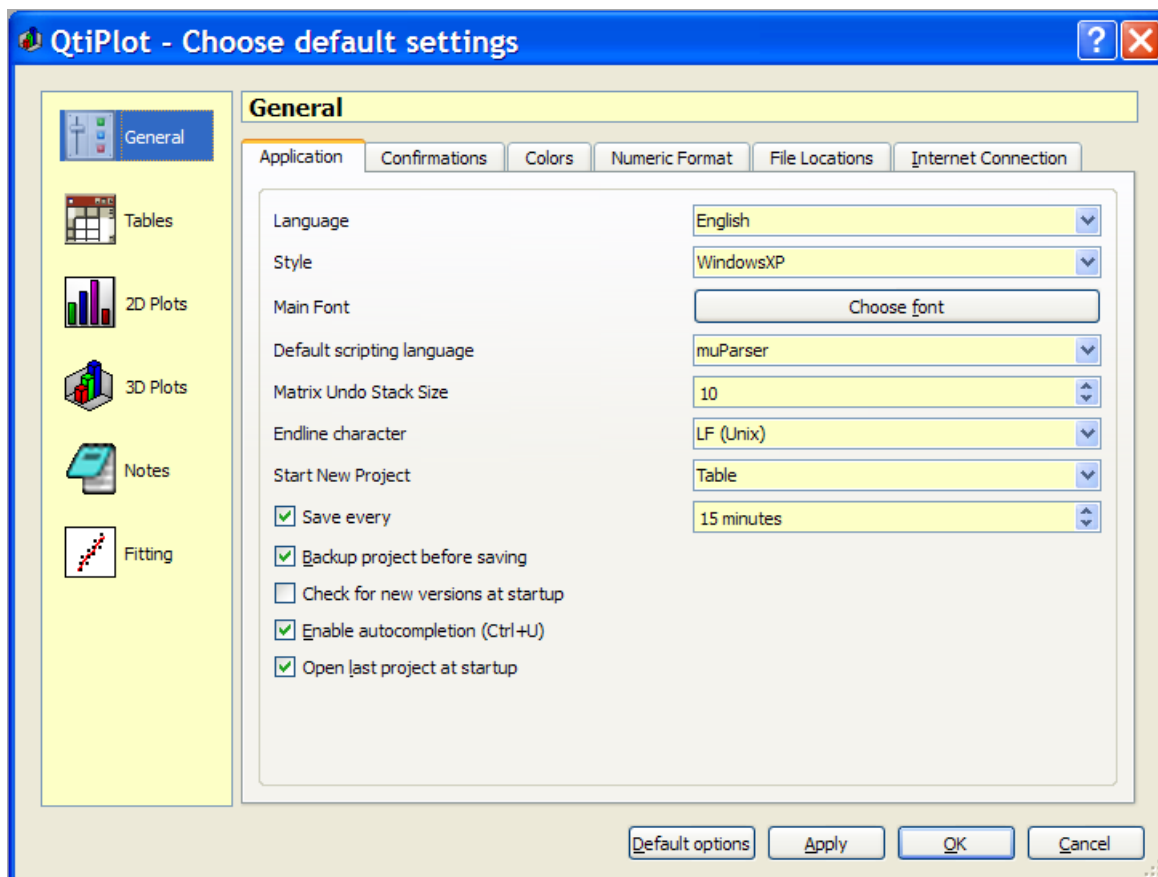 QtiPlot - Choose default settings
General
Tables
2D Plots
3D Plots
Notes
Fitting
General
Application Confirmations Colors Numeric Format File Locations Internet Connection
Language English
Style WindowsXP
Main Font Choose font
Default scripting language muParser
Matrix Undo Stack Size 10
Endline character LF (Unix)
Start New Project Table
Save every 15 minutes
Backup project before saving
Check for new versions at startup
Enable autocompletion (Ctrl+U)
Open last project at startup
Default options Apply OK Cancel